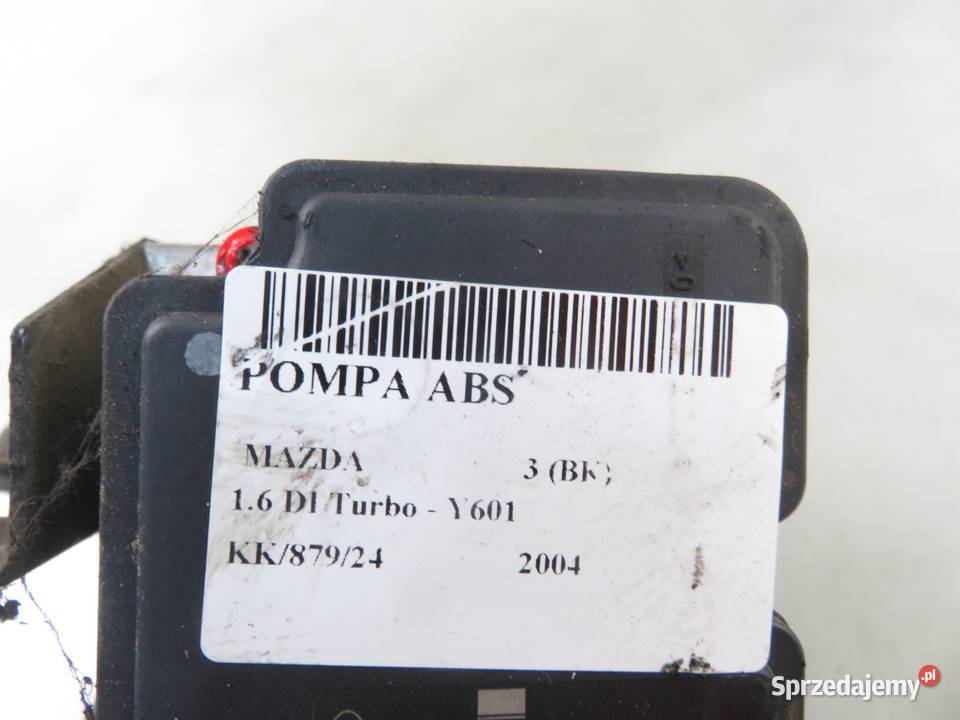 POMPA ABS
MAZDA 3 (BK)
1.6 DI Turbo - Y601
KK/879/24 2004
Sprzedajemy.pl